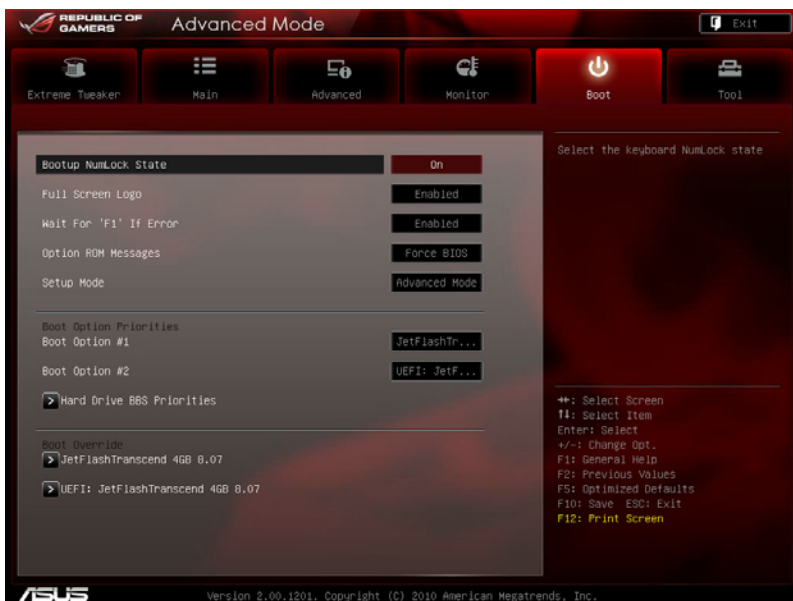 REPUBLIC OF
GAMERS
Advanced Mode
Exit
Extreme Tweaker
Main
Advanced
Monitor
Boot
Tool
Bootup NumLock State On
Full Screen Logo Enabled
Wait For 'F1' If Error Enabled
Option ROM Messages Force BIOS
Setup Mode Advanced Mode
Boot Option Priorities
Boot Option #1 JetFlashTr...
Boot Option #2 UEFI: JetF...
> Hard Drive BBS Priorities
Boot Override
> JetFlashTranscend 4GB 8.07
> UEFI: JetFlashTranscend 4GB 8.07
Select the keyboard NumLock state
→←: Select Screen
↑↓: Select Item
Enter: Select
+/-: Change Opt.
F1: General Help
F2: Previous Values
F5: Optimized Defaults
F10: Save ESC: Exit
F12: Print Screen
ASUS
Version 2.00.1201. Copyright (C) 2010 American Megatrends, Inc.